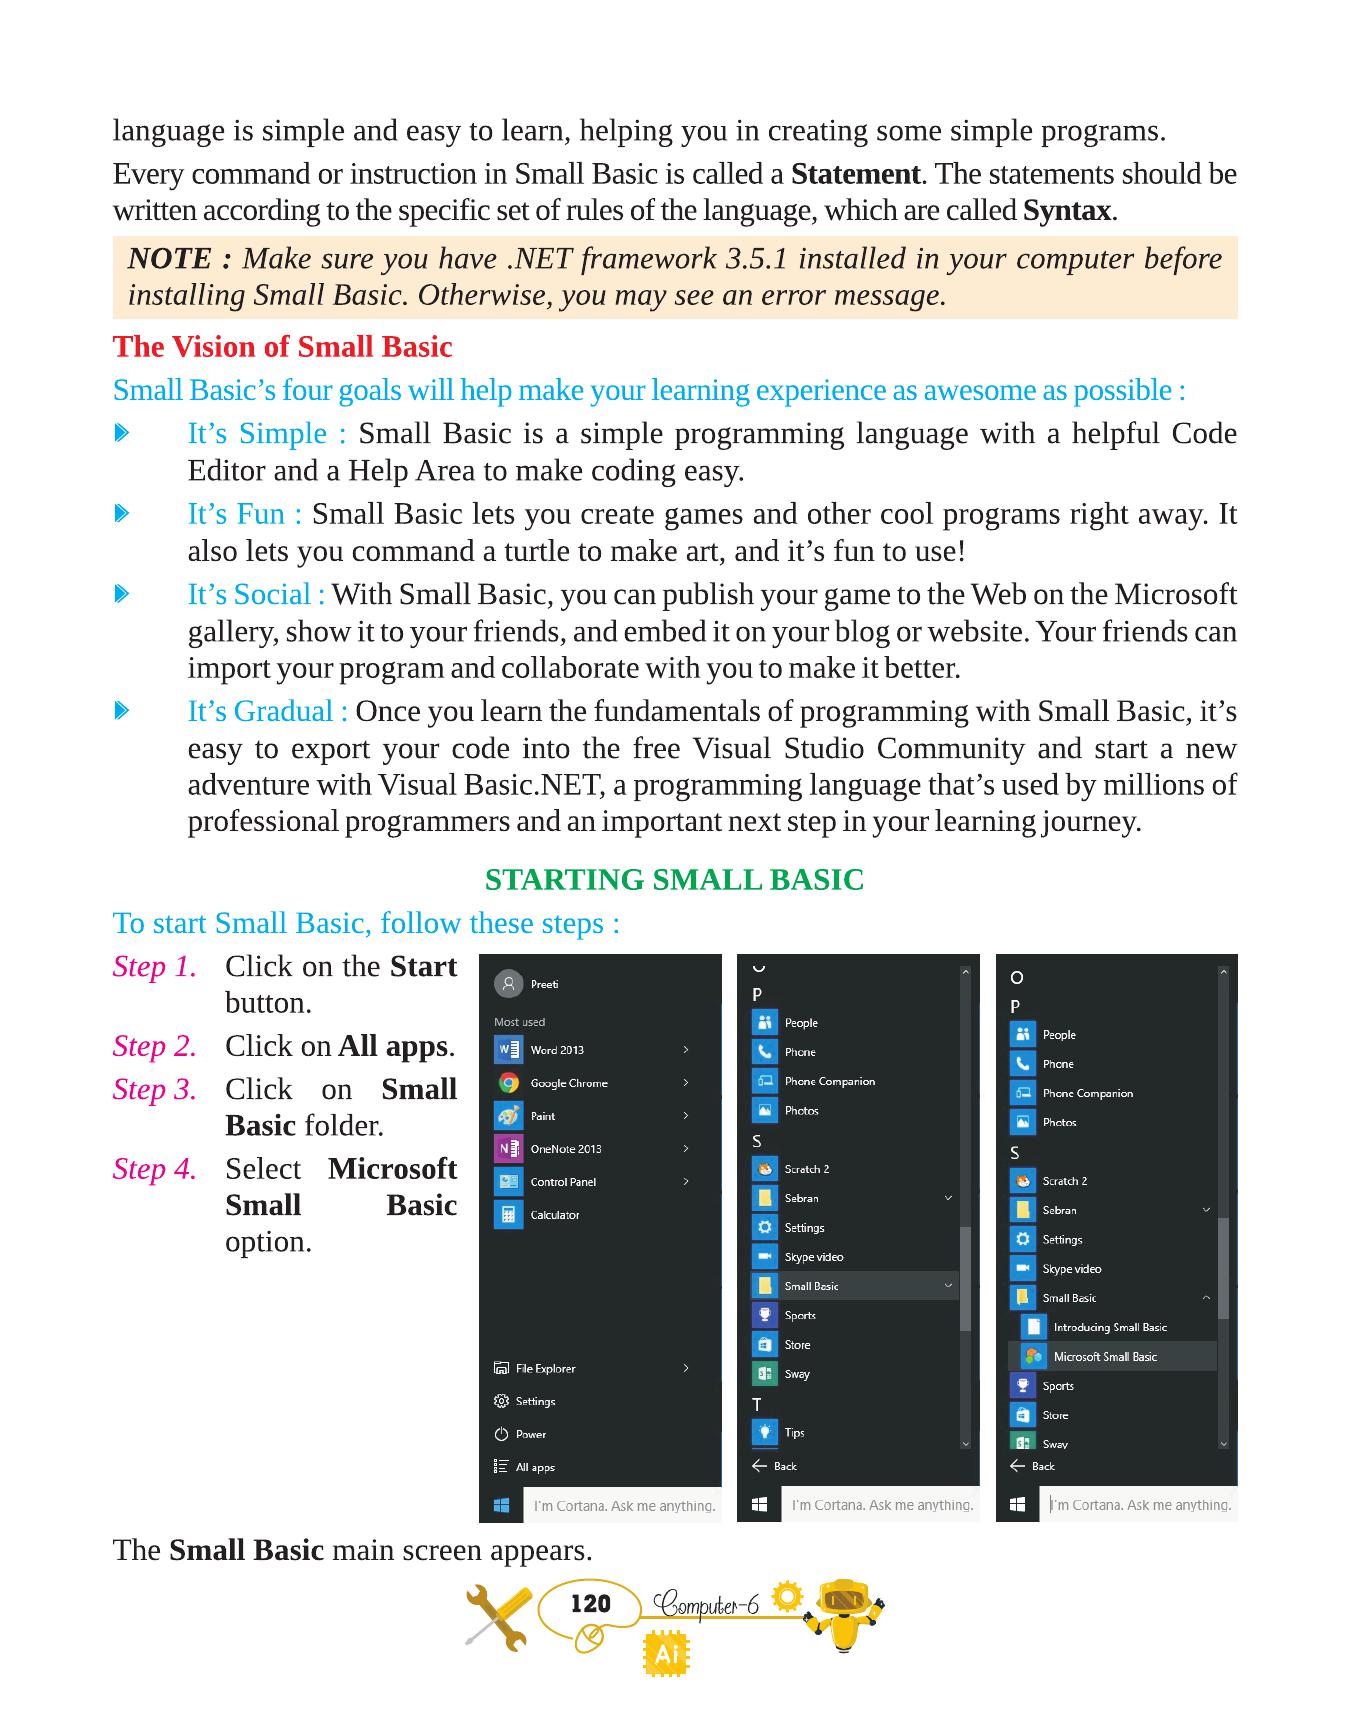 language is simple and easy to learn, helping you in creating some simple programs.
Every command or instruction in Small Basic is called a Statement. The statements should be
written according to the specific set of rules of the language, which are called Syntax.
NOTE : Make sure you have .NET framework 3.5.1 installed in your computer before
installing Small Basic. Otherwise, you may see an error message.
The Vision of Small Basic
Small Basic’s four goals will help make your learning experience as awesome as possible :
It’s Simple : Small Basic is a simple programming language with a helpful Code
Editor and a Help Area to make coding easy.
It’s Fun : Small Basic lets you create games and other cool programs right away. It
also lets you command a turtle to make art, and it’s fun to use!
It’s Social : With Small Basic, you can publish your game to the Web on the Microsoft
gallery, show it to your friends, and embed it on your blog or website. Your friends can
import your program and collaborate with you to make it better.
It’s Gradual : Once you learn the fundamentals of programming with Small Basic, it’s
easy to export your code into the free Visual Studio Community and start a new
adventure with Visual Basic.NET, a programming language that’s used by millions of
professional programmers and an important next step in your learning journey.
STARTING SMALL BASIC
To start Small Basic, follow these steps :
Step 1. Click on the Start
button.
Step 2. Click on All apps.
Step 3. Click on Small
Basic folder.
Step 4. Select Microsoft
Small Basic
option.
Preeti
Most used
Word 2013
Google Chrome
Paint
OneNote 2013
Control Panel
Calculator
File Explorer
Settings
Power
All apps
I'm Cortana. Ask me anything.
P
People
Phone
Phone Companion
Photos
S
Scratch 2
Sebran
Settings
Skype video
Small Basic
Sports
Store
Sway
T
Tips
Back
I'm Cortana. Ask me anything.
O
P
People
Phone
Phone Companion
Photos
S
Scratch 2
Sebran
Settings
Skype video
Small Basic
Introducing Small Basic
Microsoft Small Basic
Sports
Store
Sway
Back
I'm Cortana. Ask me anything.
The Small Basic main screen appears.
120
Computer-6
Ai